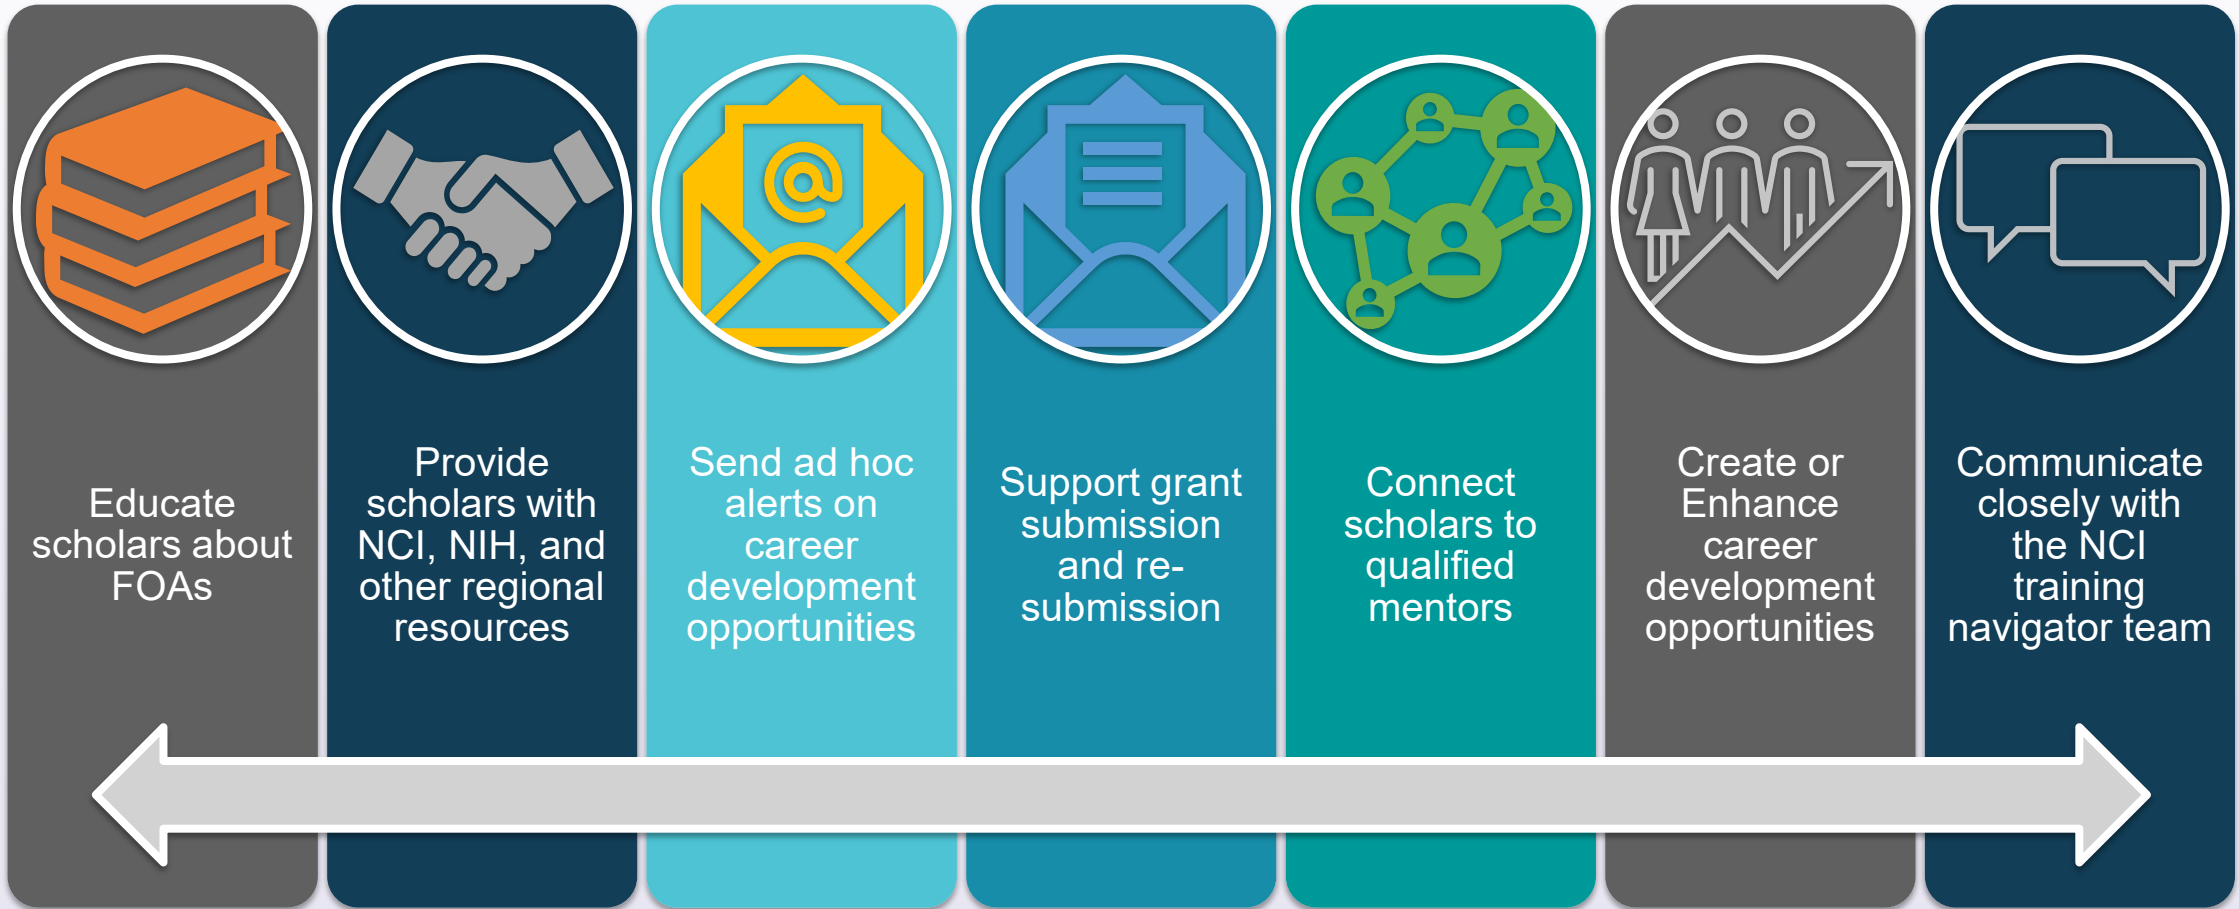 Educate
scholars about
FOAs
Provide
scholars with
NCI, NIH, and
other regional
resources
Send ad hoc
alerts on
career
development
opportunities
Support grant
submission
and re-
submission
Connect
scholars to
qualified
mentors
Create or
Enhance
career
development
opportunities
Communicate
closely with
the NCI
training
navigator team